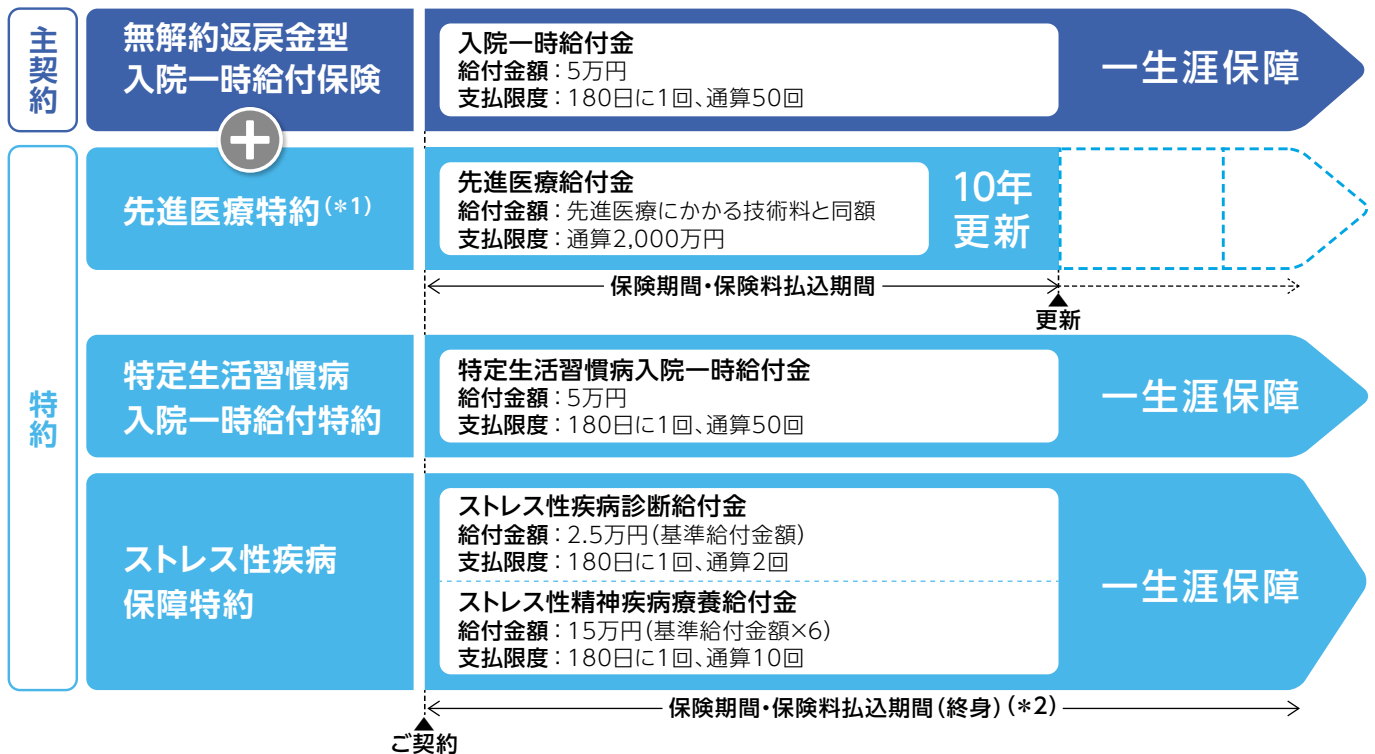 主契約
無解約返戻金型
入院一時給付保険
入院一時給付金
給付金額：5万円
支払限度：180日に1回、通算50回
一生涯保障
特約
先進医療特約(*1)
先進医療給付金
給付金額：先進医療にかかる技術料と同額
支払限度：通算2,000万円
10年
更新
保険期間・保険料払込期間
更新
特定生活習慣病
入院一時給付特約
特定生活習慣病入院一時給付金
給付金額：5万円
支払限度：180日に1回、通算50回
一生涯保障
ストレス性疾病
保障特約
ストレス性疾病診断給付金
給付金額：2.5万円(基準給付金額)
支払限度：180日に1回、通算2回
ストレス性精神疾病療養給付金
給付金額：15万円(基準給付金額×6)
支払限度：180日に1回、通算10回
一生涯保障
保険期間・保険料払込期間(終身)(*2)
ご契約